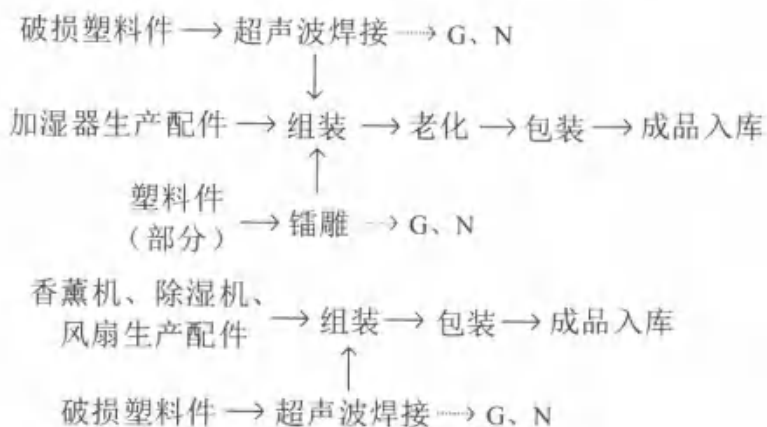 破损塑料件 → 超声波焊接 → G、N
加湿器生产配件 → 组装 → 老化 → 包装 → 成品入库
塑料件
（部分） → 镭雕 → G、N
香薰机、除湿机、
风扇生产配件 → 组装 → 包装 → 成品入库
破损塑料件 → 超声波焊接 → G、N